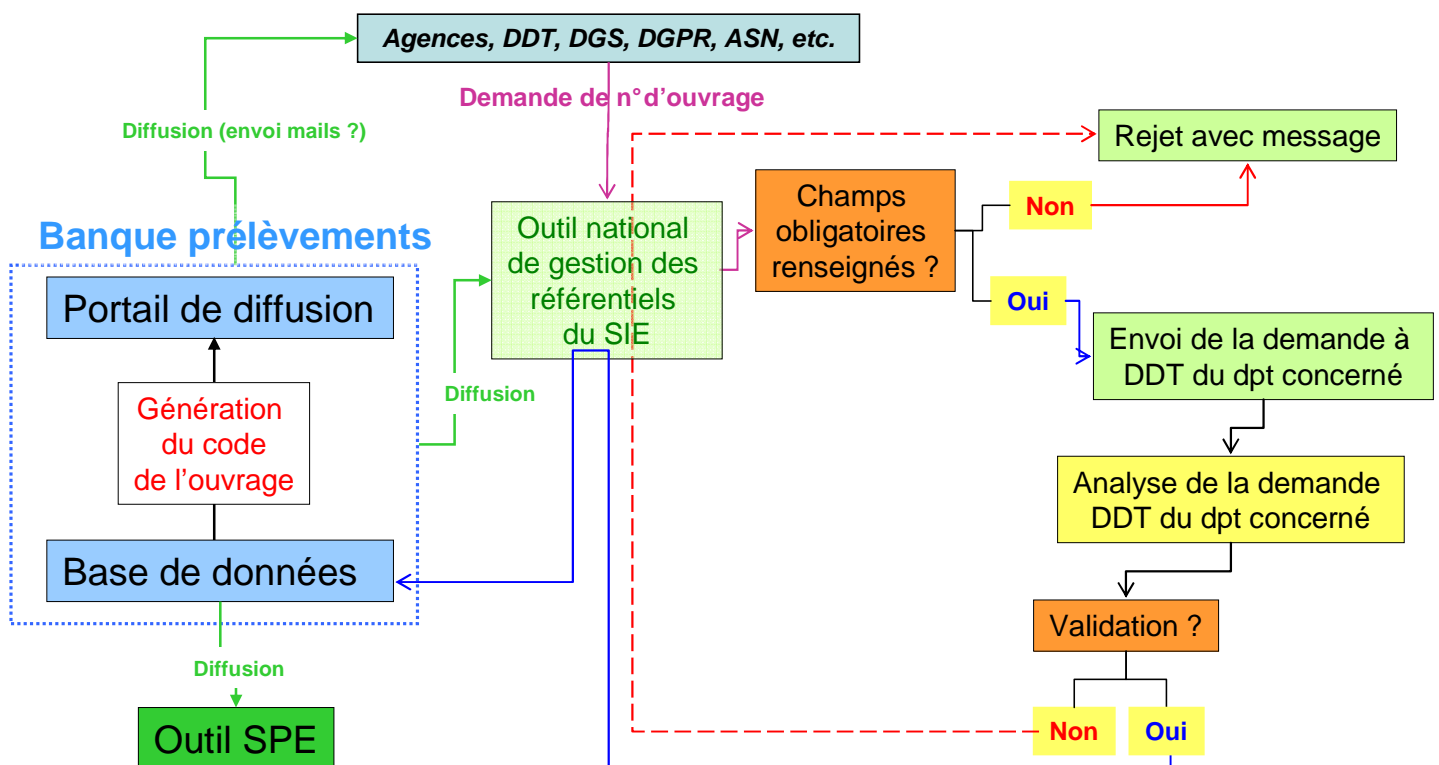 Agences, DDT, DGS, DGPR, ASN, etc.
Demande de n°d'ouvrage
Diffusion (envoi mails ?)
Rejet avec message
Champs
obligatoires
renseignés ?
Non
Oui
Outil national
de gestion des
référentiels
du SIE
Banque prélèvements
Portail de diffusion
Génération
du code
de l'ouvrage
Base de données
Diffusion
Envoi de la demande à
DDT du dpt concerné
Analyse de la demande
DDT du dpt concerné
Validation ?
Non
Oui
Diffusion
Outil SPE